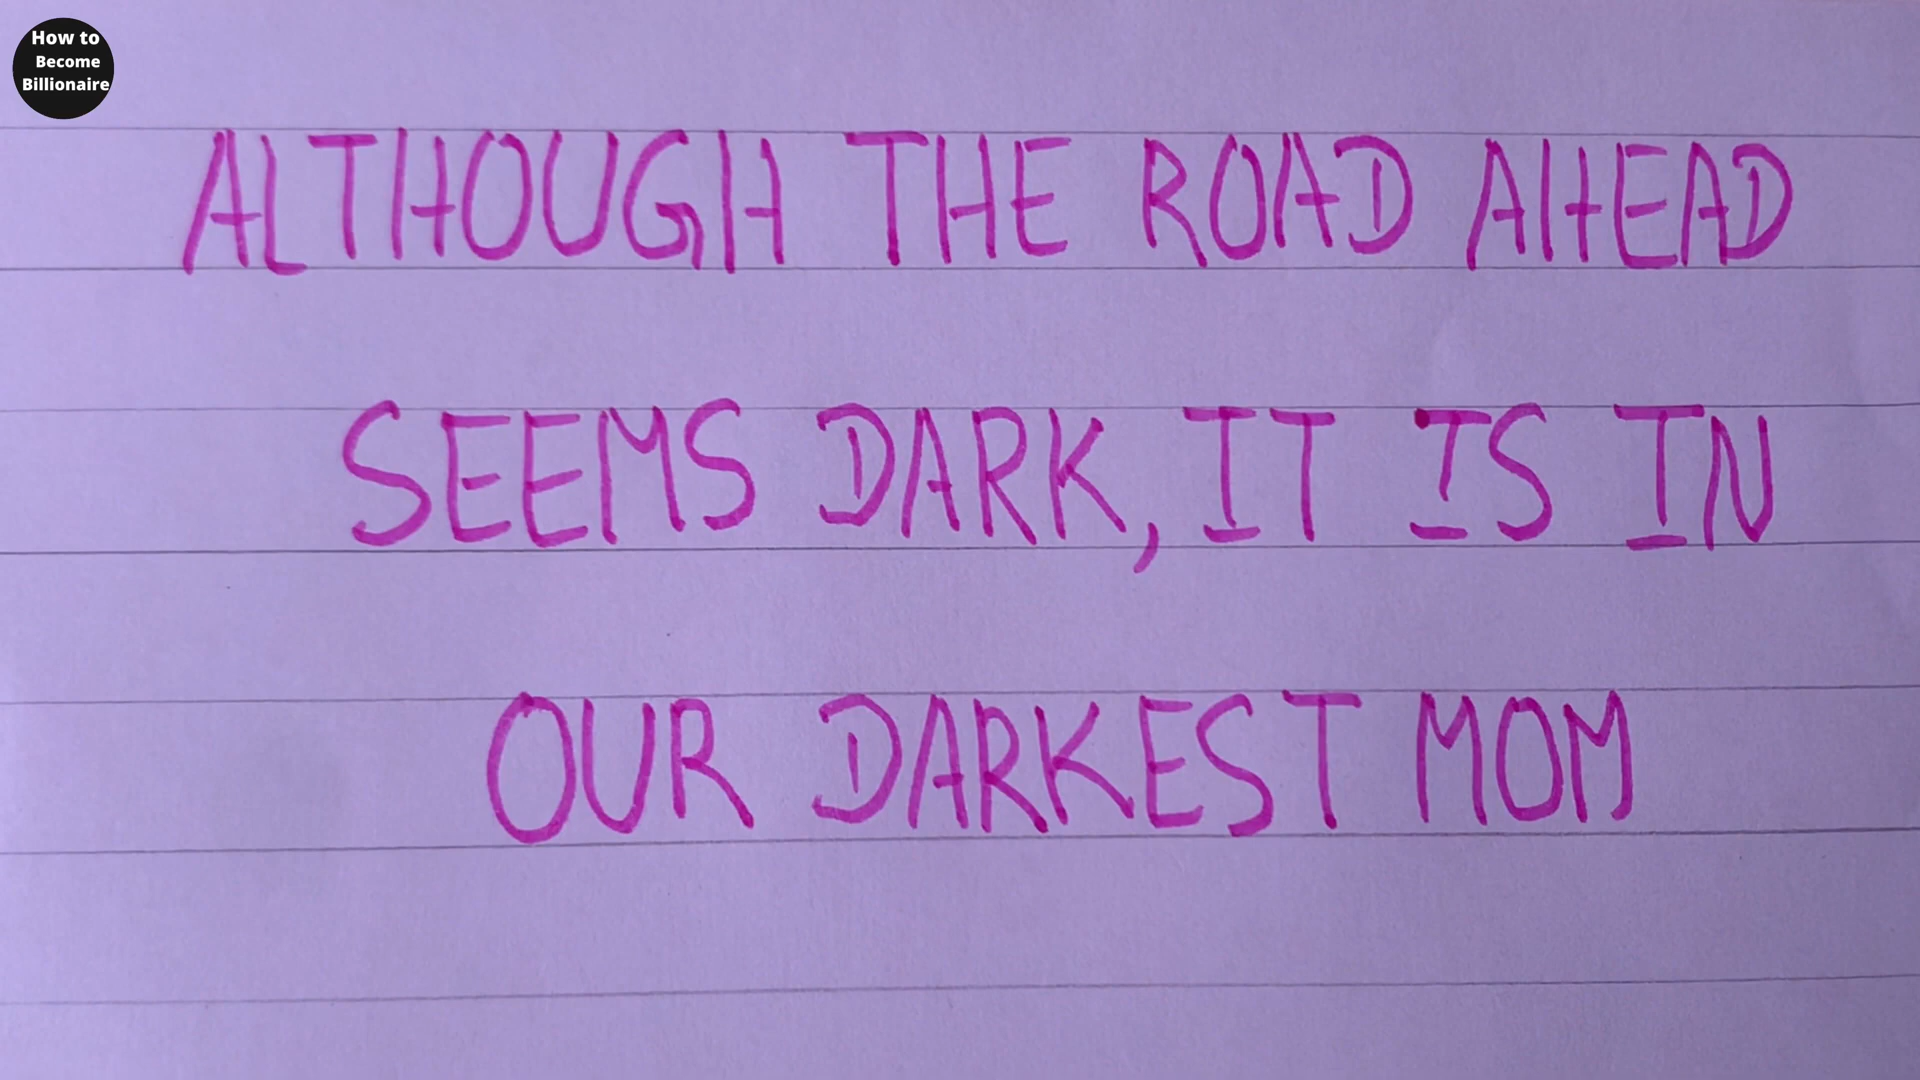 How to
Become
Billionaire
ALTHOUGH THE ROAD AHEAD
SEEMS DARK, IT IS IN
OUR DARKEST MOM